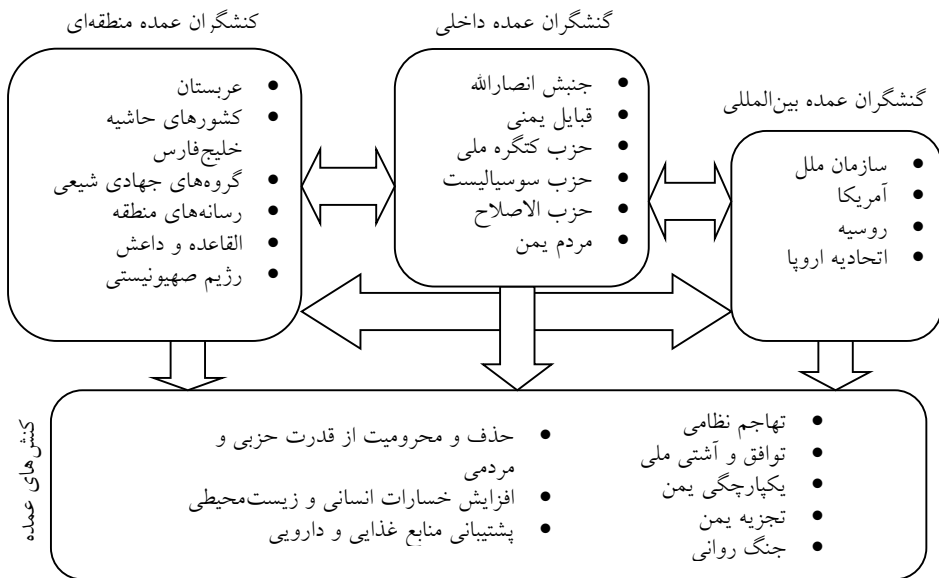 گنشگران عمده بین‌المللی
سازمان ملل
آمریکا
روسیه
اتحادیه اروپا
گنشگران عمده داخلی
جنبش انصارالله
قبایل یمنی
حزب کتگره ملی
حزب سوسیالیست
حزب الاصلاح
مردم یمن
کنشگران عمده منطقه‌ای
عربستان
کشورهای حاشیه
خلیج‌فارس
گروه‌های جهادی شیعی
رسانه‌های منطقه
القاعده و داعش
رژیم صهیونیستی
تهاجم نظامی
توافق و آشتی ملی
یکپارچگی یمن
تجزیه یمن
جنگ روانی
حذف و محرومیت از قدرت حزبی و
مردمی
افزایش خسارات انسانی و زیست‌محیطی
پشتیبانی منابع غذایی و دارویی
کنش‌های عمده